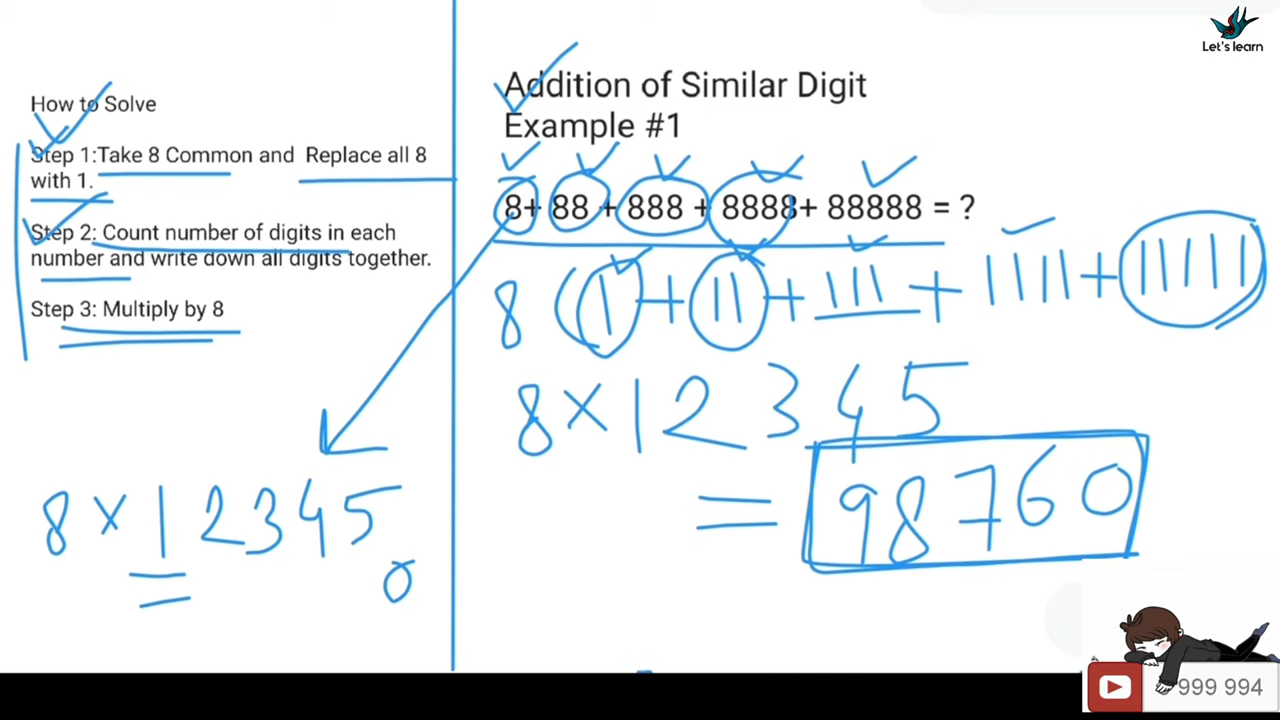 Let's learn
How to Solve
Step 1:Take 8 Common and Replace all 8
with 1.
Step 2: Count number of digits in each
number and write down all digits together.
Step 3: Multiply by 8
8 × 12345
0
Addition of Similar Digit
Example #1
8+ 88 + 888 + 8888+ 88888 = ?
8 (1 + 11 + 111 + 1111 + 11111
8 × 12345
= 98760
999 994